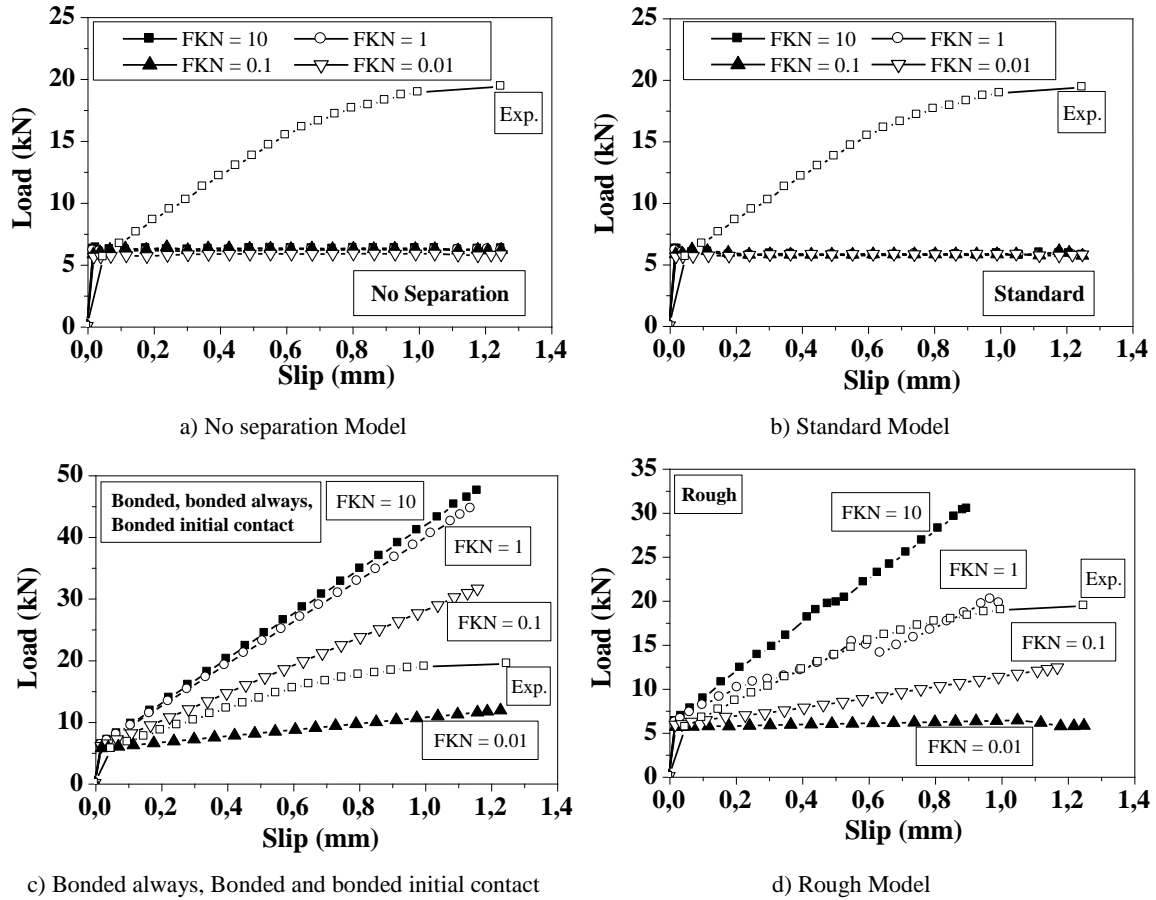 25
20
15
10
5
0
Load (kN)
FKN = 10
FKN = 1
FKN = 0.1
FKN = 0.01
Exp.
No Separation
0,0 0,2 0,4 0,6 0,8 1,0 1,2 1,4
Slip (mm)
a) No separation Model
25
20
15
10
5
0
Load (kN)
FKN = 10
FKN = 1
FKN = 0.1
FKN = 0.01
Exp.
Standard
0,0 0,2 0,4 0,6 0,8 1,0 1,2 1,4
Slip (mm)
b) Standard Model
50
40
30
20
10
0
Load (kN)
Bonded, bonded always,
Bonded initial contact
FKN = 10
FKN = 1
FKN = 0.1
Exp.
FKN = 0.01
0,0 0,2 0,4 0,6 0,8 1,0 1,2 1,4
Slip (mm)
c) Bonded always, Bonded and bonded initial contact
35
30
25
20
15
10
5
0
Load (kN)
Rough
FKN = 10
FKN = 1
Exp.
FKN = 0.1
FKN = 0.01
0,0 0,2 0,4 0,6 0,8 1,0 1,2 1,4
Slip (mm)
d) Rough Model